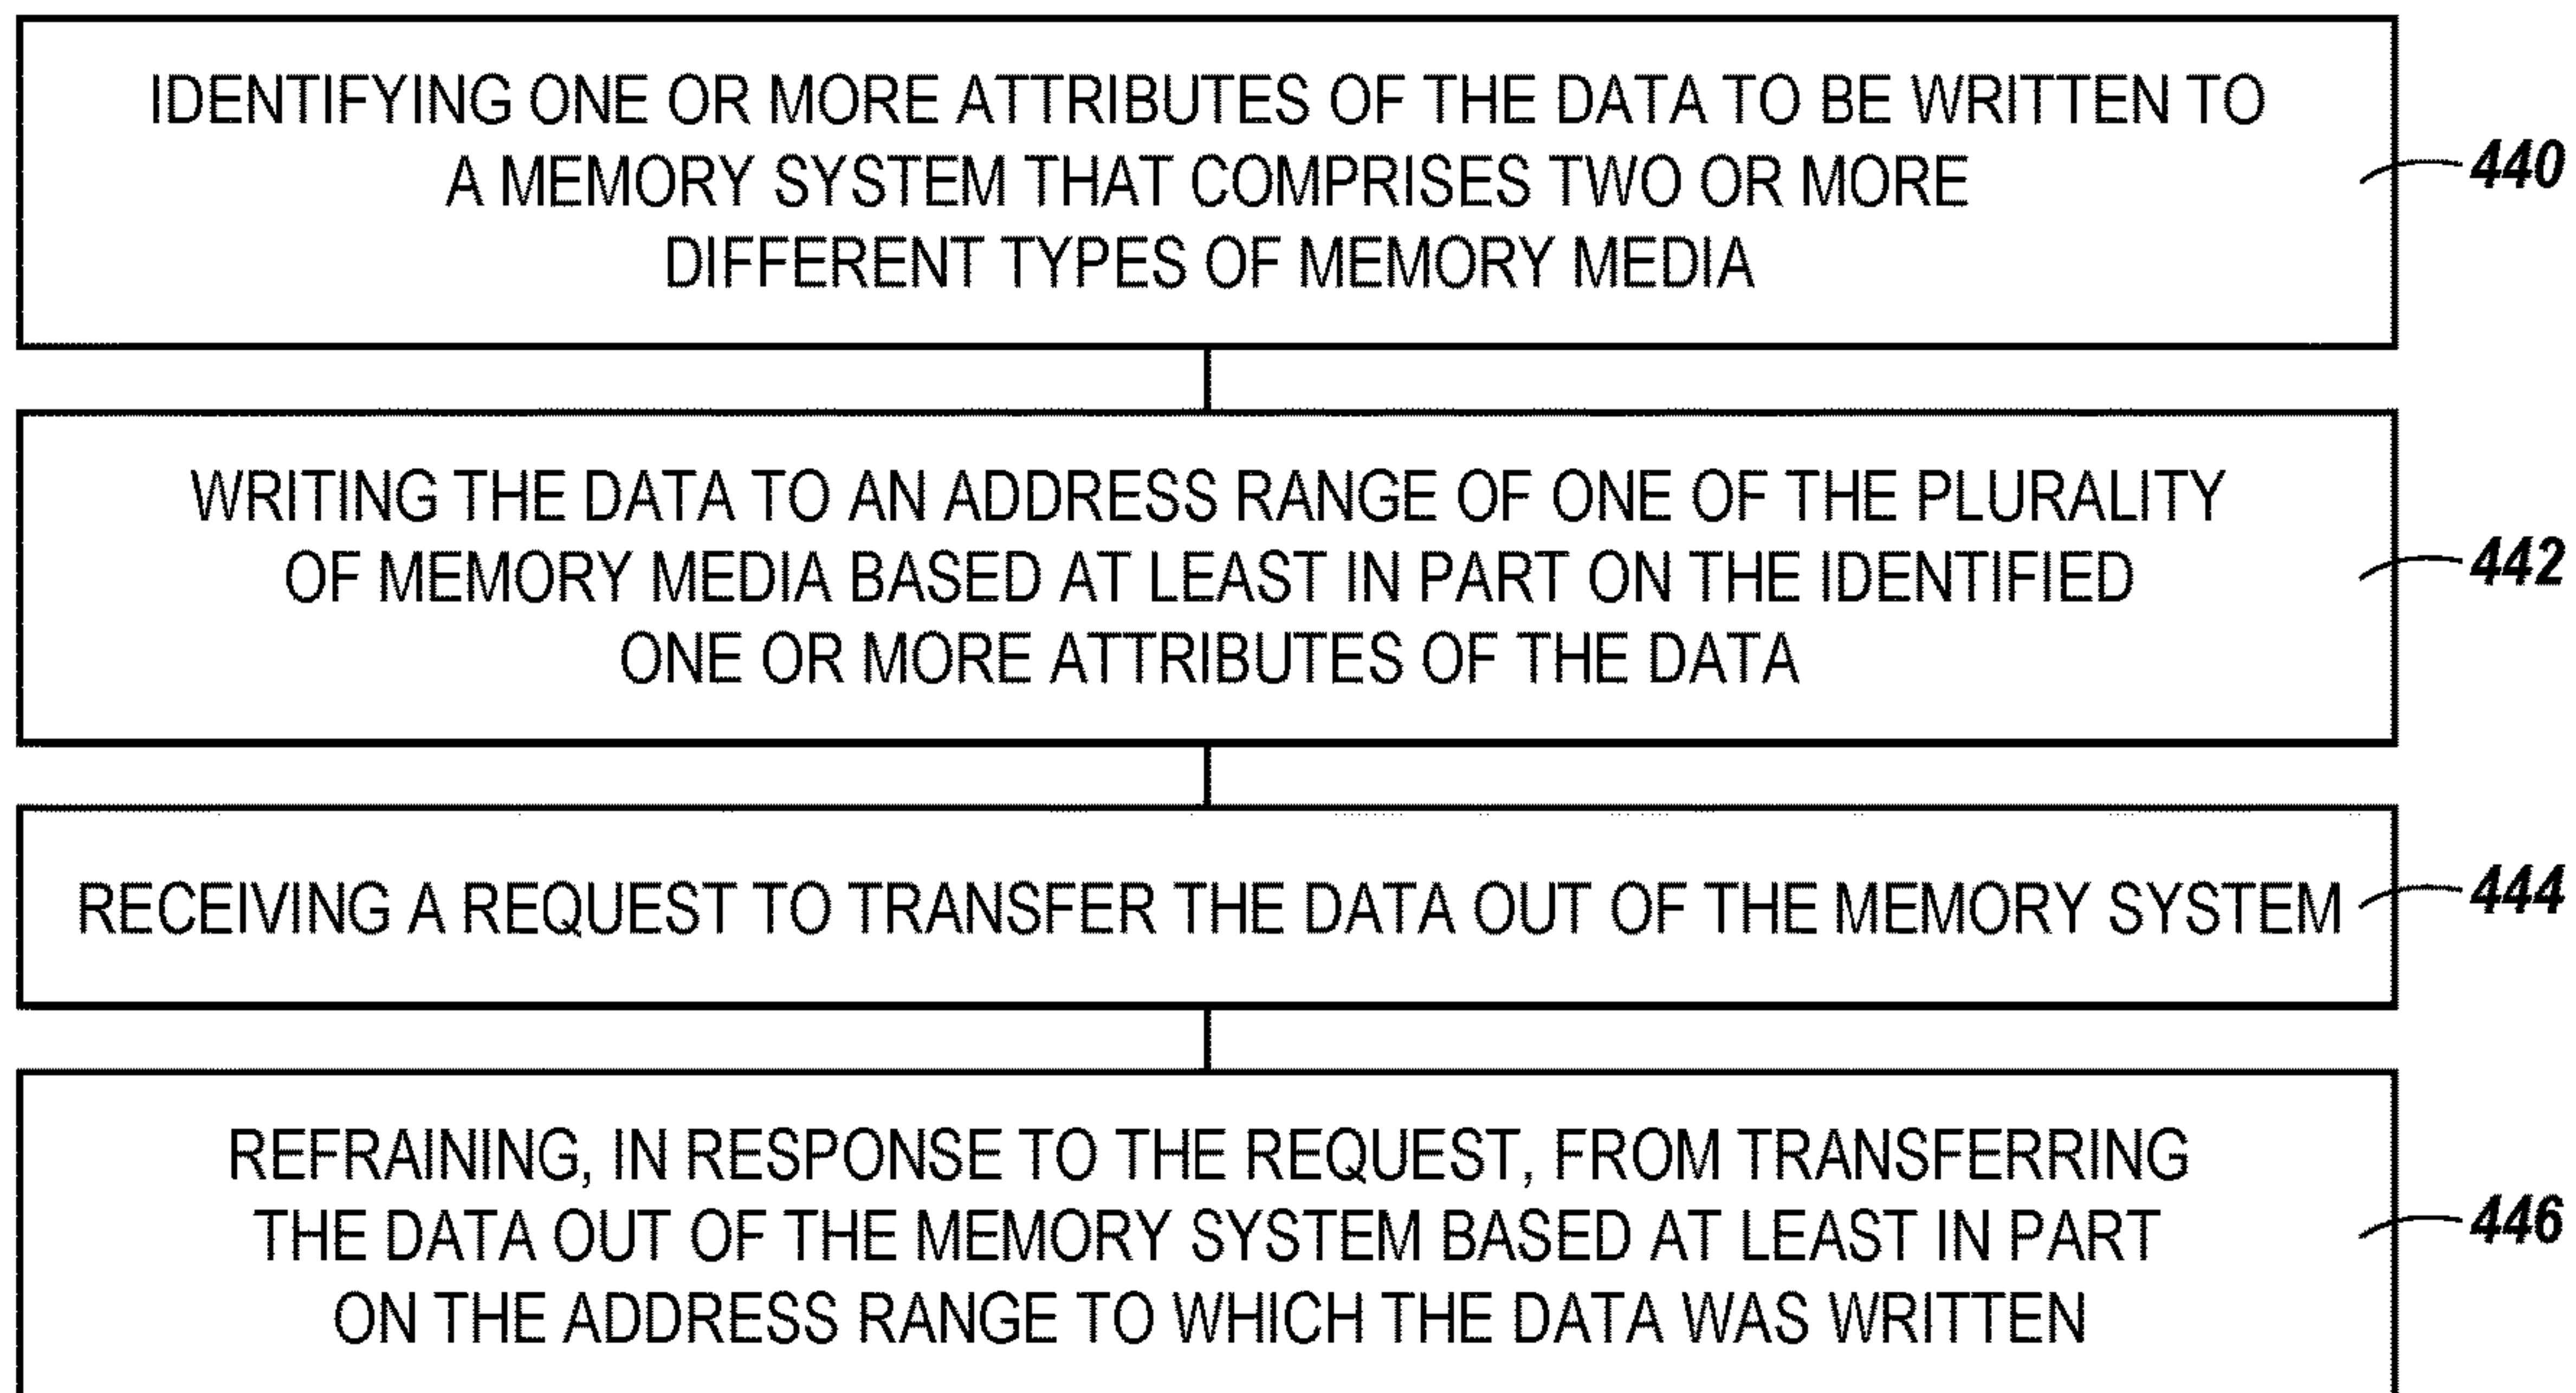 IDENTIFYING ONE OR MORE ATTRIBUTES OF THE DATA TO BE WRITTEN TO
A MEMORY SYSTEM THAT COMPRISES TWO OR MORE
DIFFERENT TYPES OF MEMORY MEDIA
440
WRITING THE DATA TO AN ADDRESS RANGE OF ONE OF THE PLURALITY
OF MEMORY MEDIA BASED AT LEAST IN PART ON THE IDENTIFIED
ONE OR MORE ATTRIBUTES OF THE DATA
442
RECEIVING A REQUEST TO TRANSFER THE DATA OUT OF THE MEMORY SYSTEM
444
REFRAINING, IN RESPONSE TO THE REQUEST, FROM TRANSFERRING
THE DATA OUT OF THE MEMORY SYSTEM BASED AT LEAST IN PART
ON THE ADDRESS RANGE TO WHICH THE DATA WAS WRITTEN
446